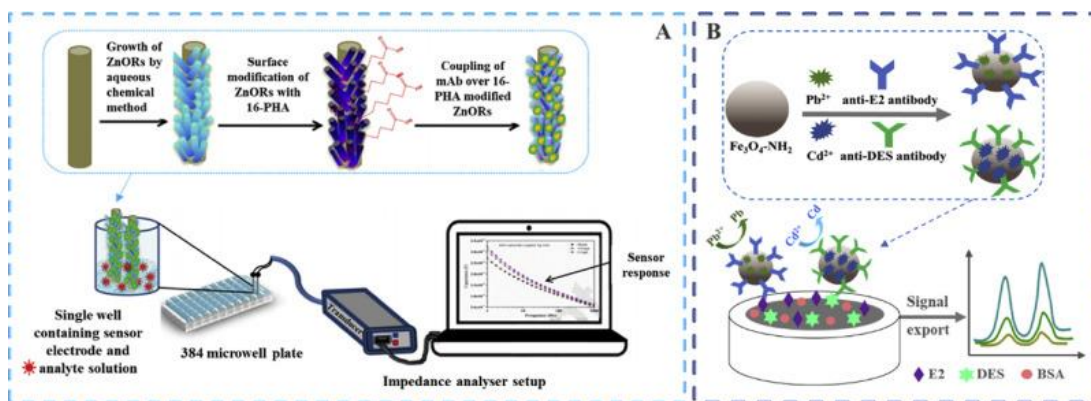 A
Growth of
ZnORs by
aqueous
chemical
method
Surface
modification of
ZnORs with
16-PHA
Coupling of
mAb over 16-
PHA modified
ZnORs
Single well
containing sensor
electrode and
analyte solution
384 microwell plate
Transducer
Impedance analyser setup
Sensor
response
B
Fe₃O₄-NH₂
Pb²⁺ anti-E2 antibody
Cd²⁺ anti-DES antibody
Pb²⁺ Pb
Cd²⁺ Cd
Signal
export
E2 DES BSA